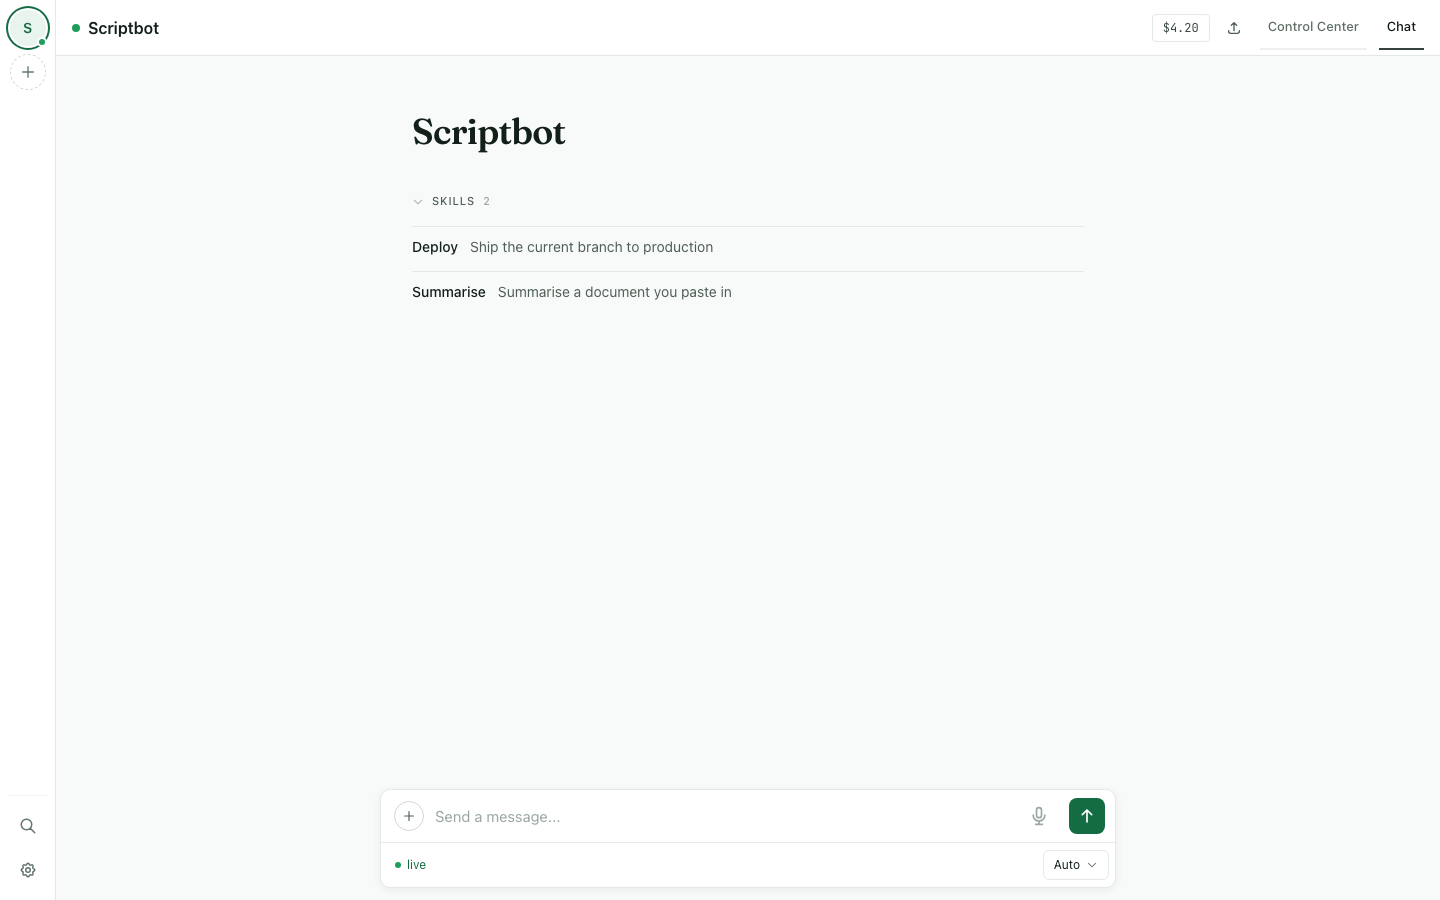 S
Scriptbot
$4.20
Control Center
Chat
Scriptbot
SKILLS 2
Deploy Ship the current branch to production
Summarise Summarise a document you paste in
Send a message...
live
Auto